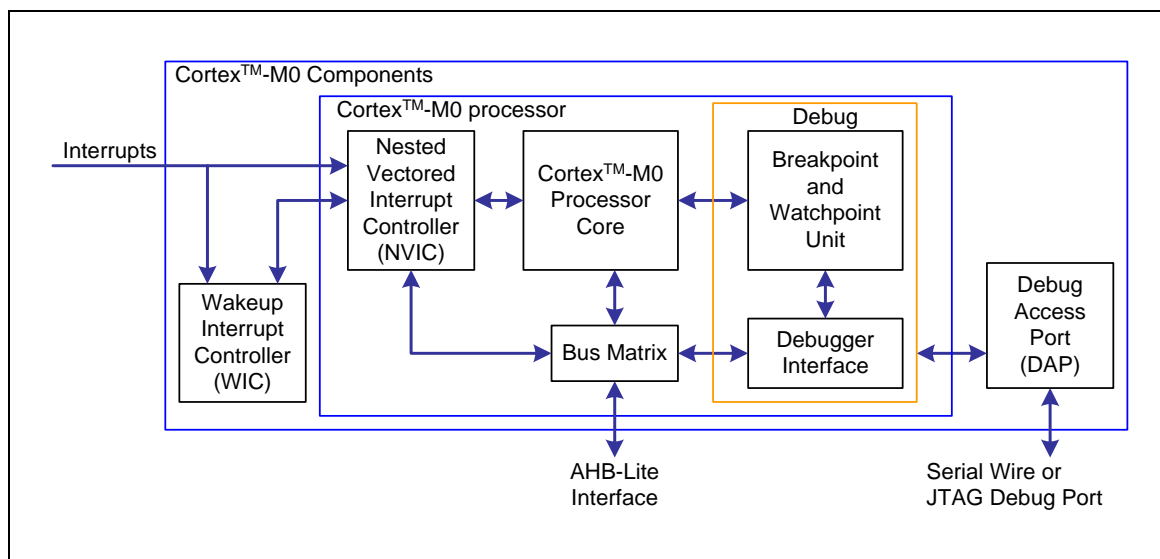 Cortex™-M0 Components
Cortex™-M0 processor
Debug
Interrupts
Nested
Vectored
Interrupt
Controller
(NVIC)
Cortex™-M0
Processor
Core
Breakpoint
and
Watchpoint
Unit
Wakeup
Interrupt
Controller
(WIC)
Bus Matrix
Debugger
Interface
Debug
Access
Port
(DAP)
AHB-Lite
Interface
Serial Wire or
JTAG Debug Port